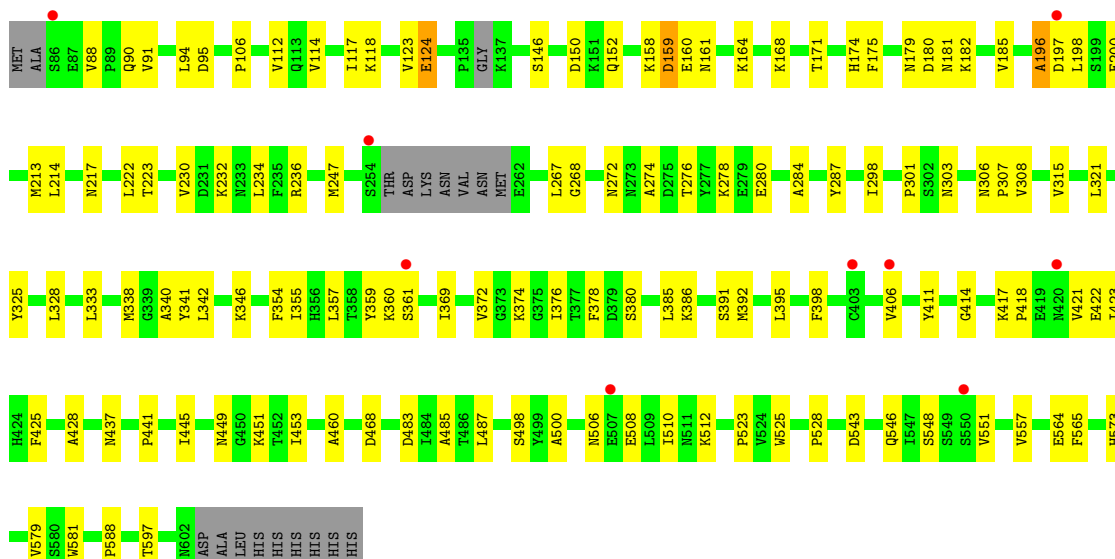 MET ALA S86 E87 V88 P89 Q90 V91 L94 D95 P106 V112 Q113 V114 I117 K118 V123 E124 P135 GLY K137 S146 D150 K151 Q152 K158 D159 E160 N161 K164 K168 T171 H174 F175 N179 D180 N181 K182 V185 A196 D197 L198 S199
M213 L214 N217 L222 T223 V230 D231 K232 N233 L234 F235 R236 M247 S254 THR ASP LYS ASN VAL ASN MET E262 L267 G268 N272 N273 A274 D275 T276 Y277 K278 E279 E280 A284 Y287 I298 P301 S302 N303 N306 P307 V308 V315 L321
Y325 L328 L333 M338 G339 A340 Y341 L342 K346 F354 I355 H356 L357 T358 Y359 K360 S361 I369 V372 G373 K374 G375 I376 T377 F378 D379 S380 L385 K386 S391 M392 L395 F398 C403 V406 Y411 G414 K417 P418 E419 N420 V421 E422
H424 F425 A428 N437 P441 I445 N449 G450 K451 T452 I453 A460 D468 D483 I484 A485 T486 L487 S498 Y499 A500 N506 E507 E508 L509 I510 N511 K512 P523 V524 W525 P528 D543 Q546 I547 S548 S549 S550 V551 V557 E564 F565
V579 S580 W581 P588 T597 N602 ASP ALA LEU HIS HIS HIS HIS HIS HIS